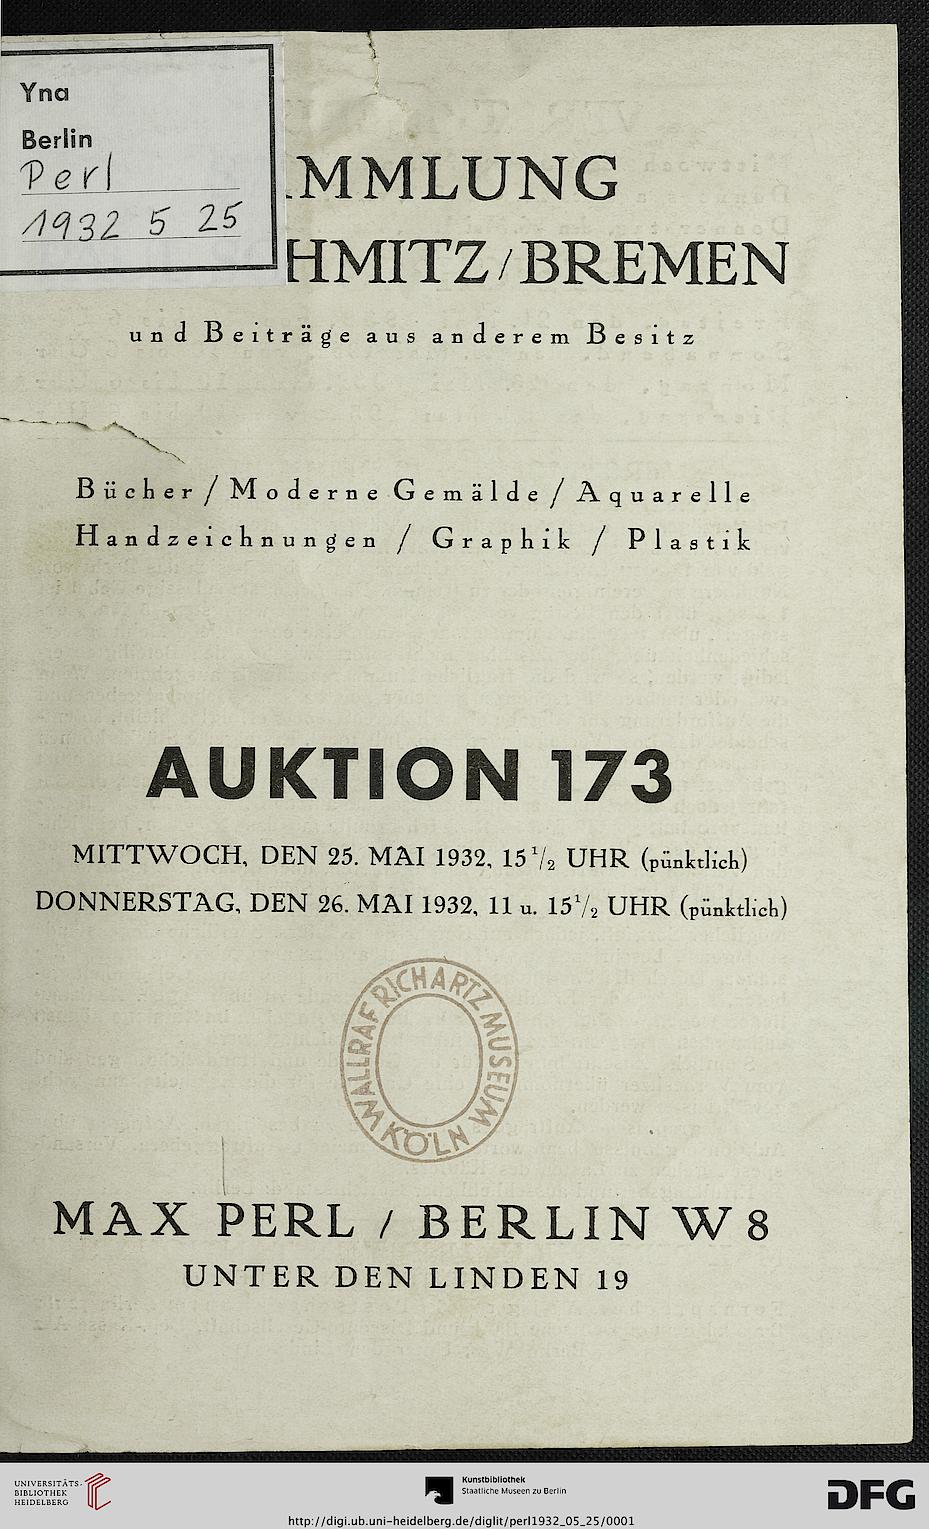 Yna
Berlin
Perl
1932 5 25
MMLUNG
HMITZ / BREMEN
und Beiträge aus anderem Besitz
Bücher / Moderne Gemälde / Aquarelle
Handzeichnungen / Graphik / Plastik
AUKTION 173
MITTWOCH, DEN 25. MAI 1932, 15 1/2 UHR (pünktlich)
DONNERSTAG, DEN 26. MAI 1932, 11 u. 15 1/2 UHR (pünktlich)
WALLRAF RICHARTZ MUSEUM
KÖLN
MAX PERL / BERLIN W 8
UNTER DEN LINDEN 19
UNIVERSITÄTS-
BIBLIOTHEK
HEIDELBERG
Kunstbibliothek
Staatliche Museen zu Berlin
DFG
http://digi.ub.uni-heidelberg.de/diglit/perl1932_05_25/0001